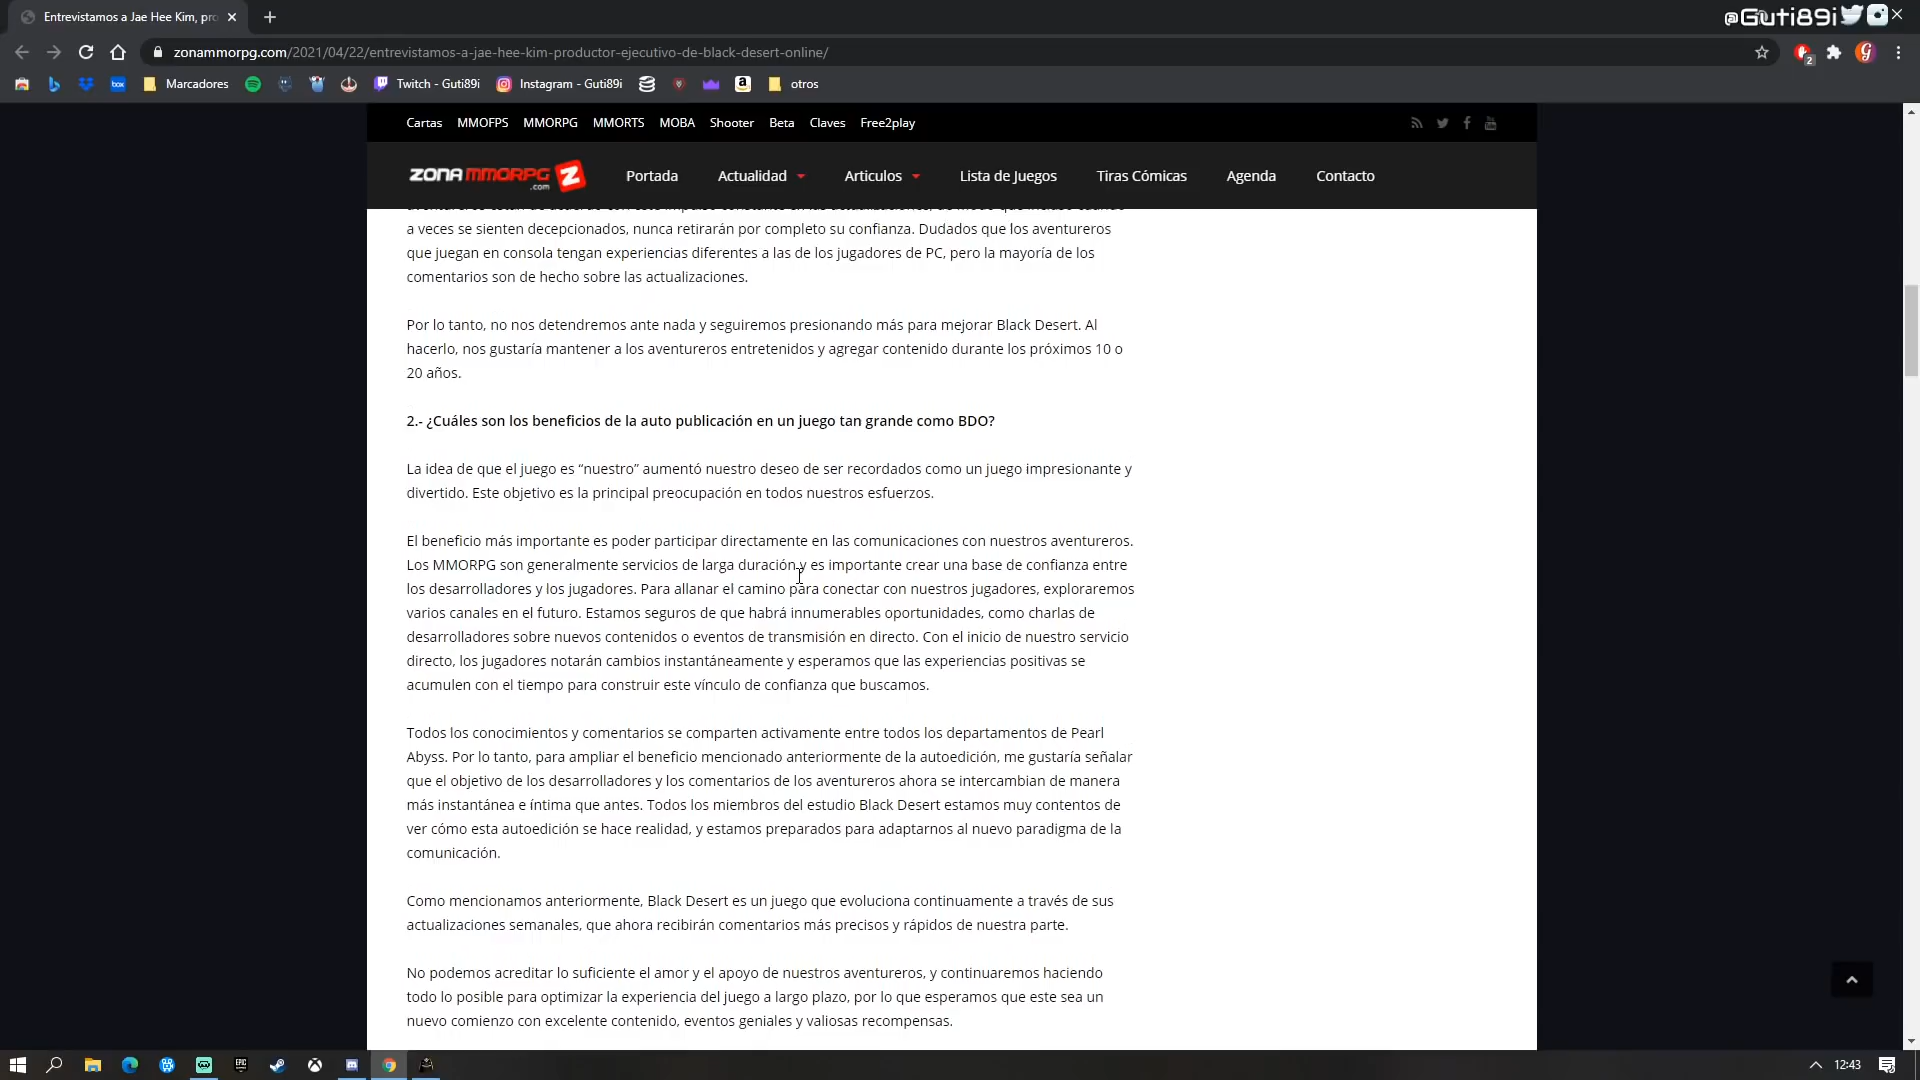 Entrevistamos a Jae Hee Kim, pro
@Guti89i
zonammorpg.com/2021/04/22/entrevistamos-a-jae-hee-kim-productor-ejecutivo-de-black-desert-online/
2
box Marcadores Twitch - Guti89i Instagram - Guti89i otros
Cartas MMOFPS MMORPG MMORTS MOBA Shooter Beta Claves Free2play
ZONA MMORPG .com Z Portada Actualidad Articulos Lista de Juegos Tiras Cómicas Agenda Contacto
a veces se sienten decepcionados, nunca retirarán por completo su confianza. Dudados que los aventureros
que juegan en consola tengan experiencias diferentes a las de los jugadores de PC, pero la mayoría de los
comentarios son de hecho sobre las actualizaciones.
Por lo tanto, no nos detendremos ante nada y seguiremos presionando más para mejorar Black Desert. Al
hacerlo, nos gustaría mantener a los aventureros entretenidos y agregar contenido durante los próximos 10 o
20 años.
2.- ¿Cuáles son los beneficios de la auto publicación en un juego tan grande como BDO?
La idea de que el juego es “nuestro” aumentó nuestro deseo de ser recordados como un juego impresionante y
divertido. Este objetivo es la principal preocupación en todos nuestros esfuerzos.
El beneficio más importante es poder participar directamente en las comunicaciones con nuestros aventureros.
Los MMORPG son generalmente servicios de larga duración y es importante crear una base de confianza entre
los desarrolladores y los jugadores. Para allanar el camino para conectar con nuestros jugadores, exploraremos
varios canales en el futuro. Estamos seguros de que habrá innumerables oportunidades, como charlas de
desarrolladores sobre nuevos contenidos o eventos de transmisión en directo. Con el inicio de nuestro servicio
directo, los jugadores notarán cambios instantáneamente y esperamos que las experiencias positivas se
acumulen con el tiempo para construir este vínculo de confianza que buscamos.
Todos los conocimientos y comentarios se comparten activamente entre todos los departamentos de Pearl
Abyss. Por lo tanto, para ampliar el beneficio mencionado anteriormente de la autoedición, me gustaría señalar
que el objetivo de los desarrolladores y los comentarios de los aventureros ahora se intercambian de manera
más instantánea e íntima que antes. Todos los miembros del estudio Black Desert estamos muy contentos de
ver cómo esta autoedición se hace realidad, y estamos preparados para adaptarnos al nuevo paradigma de la
comunicación.
Como mencionamos anteriormente, Black Desert es un juego que evoluciona continuamente a través de sus
actualizaciones semanales, que ahora recibirán comentarios más precisos y rápidos de nuestra parte.
No podemos acreditar lo suficiente el amor y el apoyo de nuestros aventureros, y continuaremos haciendo
todo lo posible para optimizar la experiencia del juego a largo plazo, por lo que esperamos que este sea un
nuevo comienzo con excelente contenido, eventos geniales y valiosas recompensas.
12:43